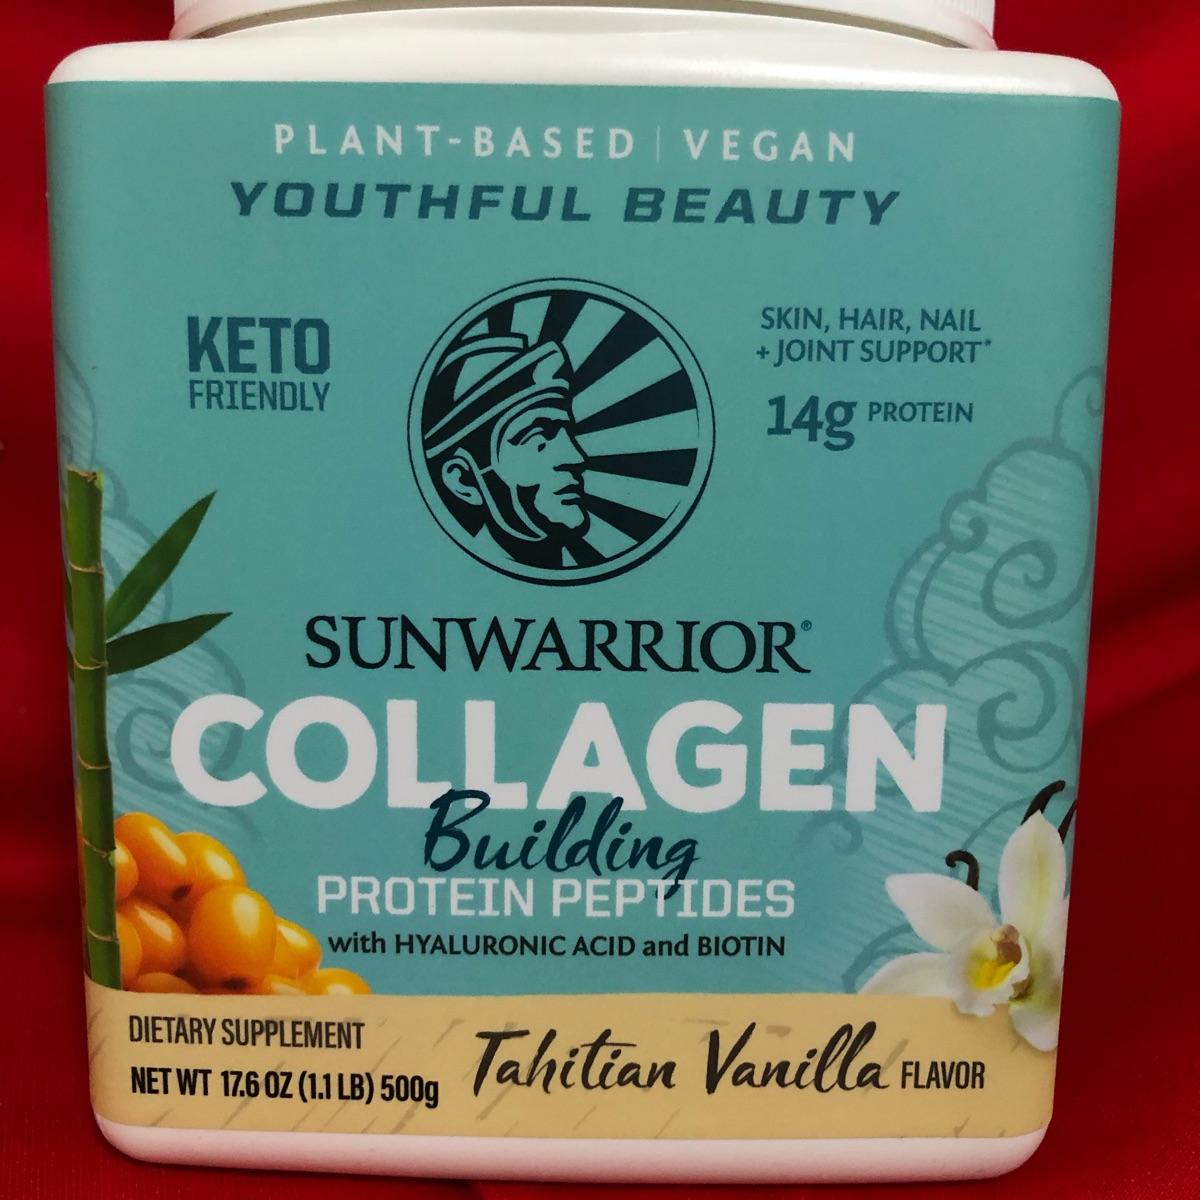 PLANT-BASED | VEGAN
YOUTHFUL BEAUTY
KETO
FRIENDLY
SKIN, HAIR, NAIL
+ JOINT SUPPORT*
14g PROTEIN
SUNWARRIOR®
COLLAGEN
Building
PROTEIN PEPTIDES
with HYALURONIC ACID and BIOTIN
DIETARY SUPPLEMENT
NET WT 17.6 OZ (1.1 LB) 500g
Tahitian Vanilla FLAVOR